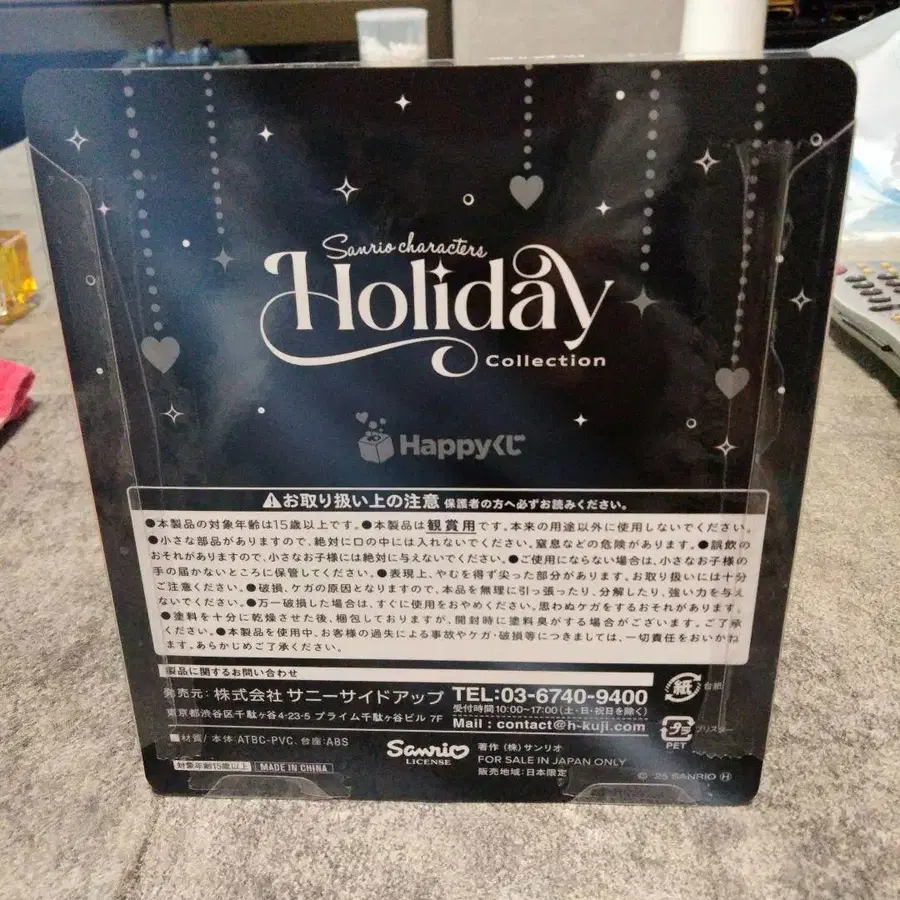 Sanrio characters
Holiday
Collection
Happyくじ
お取り扱い上の注意 保護者の方へ必ずお読みください。
●本製品の対象年齢は15歳以上です。●本製品は観賞用です。本来の用途以外に使用しないでください。
●小さな部品がありますので、絶対に口の中には入れないでください。窒息などの危険があります。●誤飲の
おそれがありますので、小さなお子様には絶対に与えないでください。●ご使用にならない場合は、小さなお子様の
手の届かないところに保管してください。●表現上、やむを得ず尖った部分があります。お取り扱いには十分
ご注意ください。●破損、ケガの原因となりますので、本品を無理に引っ張ったり、分解したり、強い力を与え
ないでください。●万一破損した場合は、すぐに使用をおやめください。思わぬケガをするおそれがあります。
●塗料を十分に乾燥させた後、梱包しておりますが、開封時に塗料臭がする場合がございます。ご了承
ください。●本製品を使用中、お客様の過失による事故やケガ・破損等につきましては、一切責任をおいかね
ます。あらかじめご了承ください。
製品に関するお問い合わせ
発売元：株式会社 サニーサイドアップ TEL:03-6740-9400
受付時間10:00~17:00（土・日・祝日を除く）
東京都渋谷区千駄ヶ谷4-23-5 プライム千駄ヶ谷ビル 7F Mail：contact@h-kuji.com
紙 台紙
プラ ブリスター
PET
■材質／本体:ATBC-PVC、台座:ABS
対象年齢15歳以上 MADE IN CHINA
Sanrio
LICENSE
著作（株）サンリオ
FOR SALE IN JAPAN ONLY
販売地域：日本限定
© '25 SANRIO Ⓗ